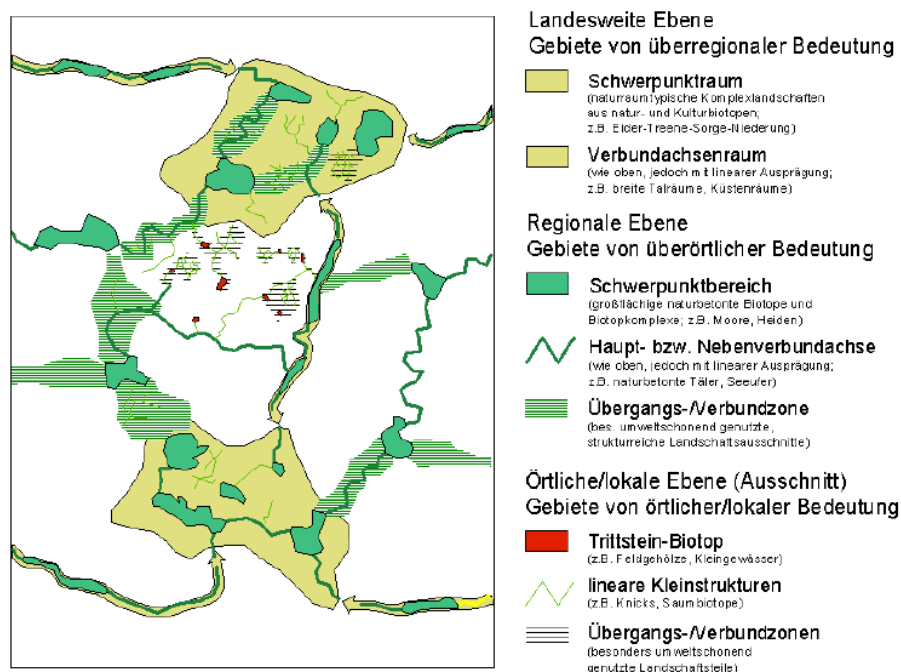 Landesweite Ebene
Gebiete von überregionaler Bedeutung
Schwerpunktraum
(naturraumtypische Komplexlandschaften
aus natur- und Kulturbiotopen;
z.B. Eider-Treene-Sorge-Niederung)
Verbundachsenraum
(wie oben, jedoch mit linearer Ausprägung;
z.B. breite Talräume, Küstenräume)
Regionale Ebene
Gebiete von überörtlicher Bedeutung
Schwerpunktbereich
(großflächige naturbetonte Biotope und
Biotopkomplexe; z.B. Moore, Heiden)
Haupt- bzw. Nebenverbundachse
(wie oben, jedoch mit linearer Ausprägung;
z.B. naturbetonte Täler, Seeufer)
Übergangs-/Verbundzone
(bes. umweltschonend genutzte,
strukturreiche Landschaftsausschnitte)
Örtliche/lokale Ebene (Ausschnitt)
Gebiete von örtlicher/lokaler Bedeutung
Trittstein-Biotop
(z.B. Feldgehölze, Kleingewässer)
lineare Kleinstrukturen
(z.B. Knicks, Saumbiotope)
Übergangs-/Verbundzonen
(besonders umweltschonend
genutzte Landschaftsteile)